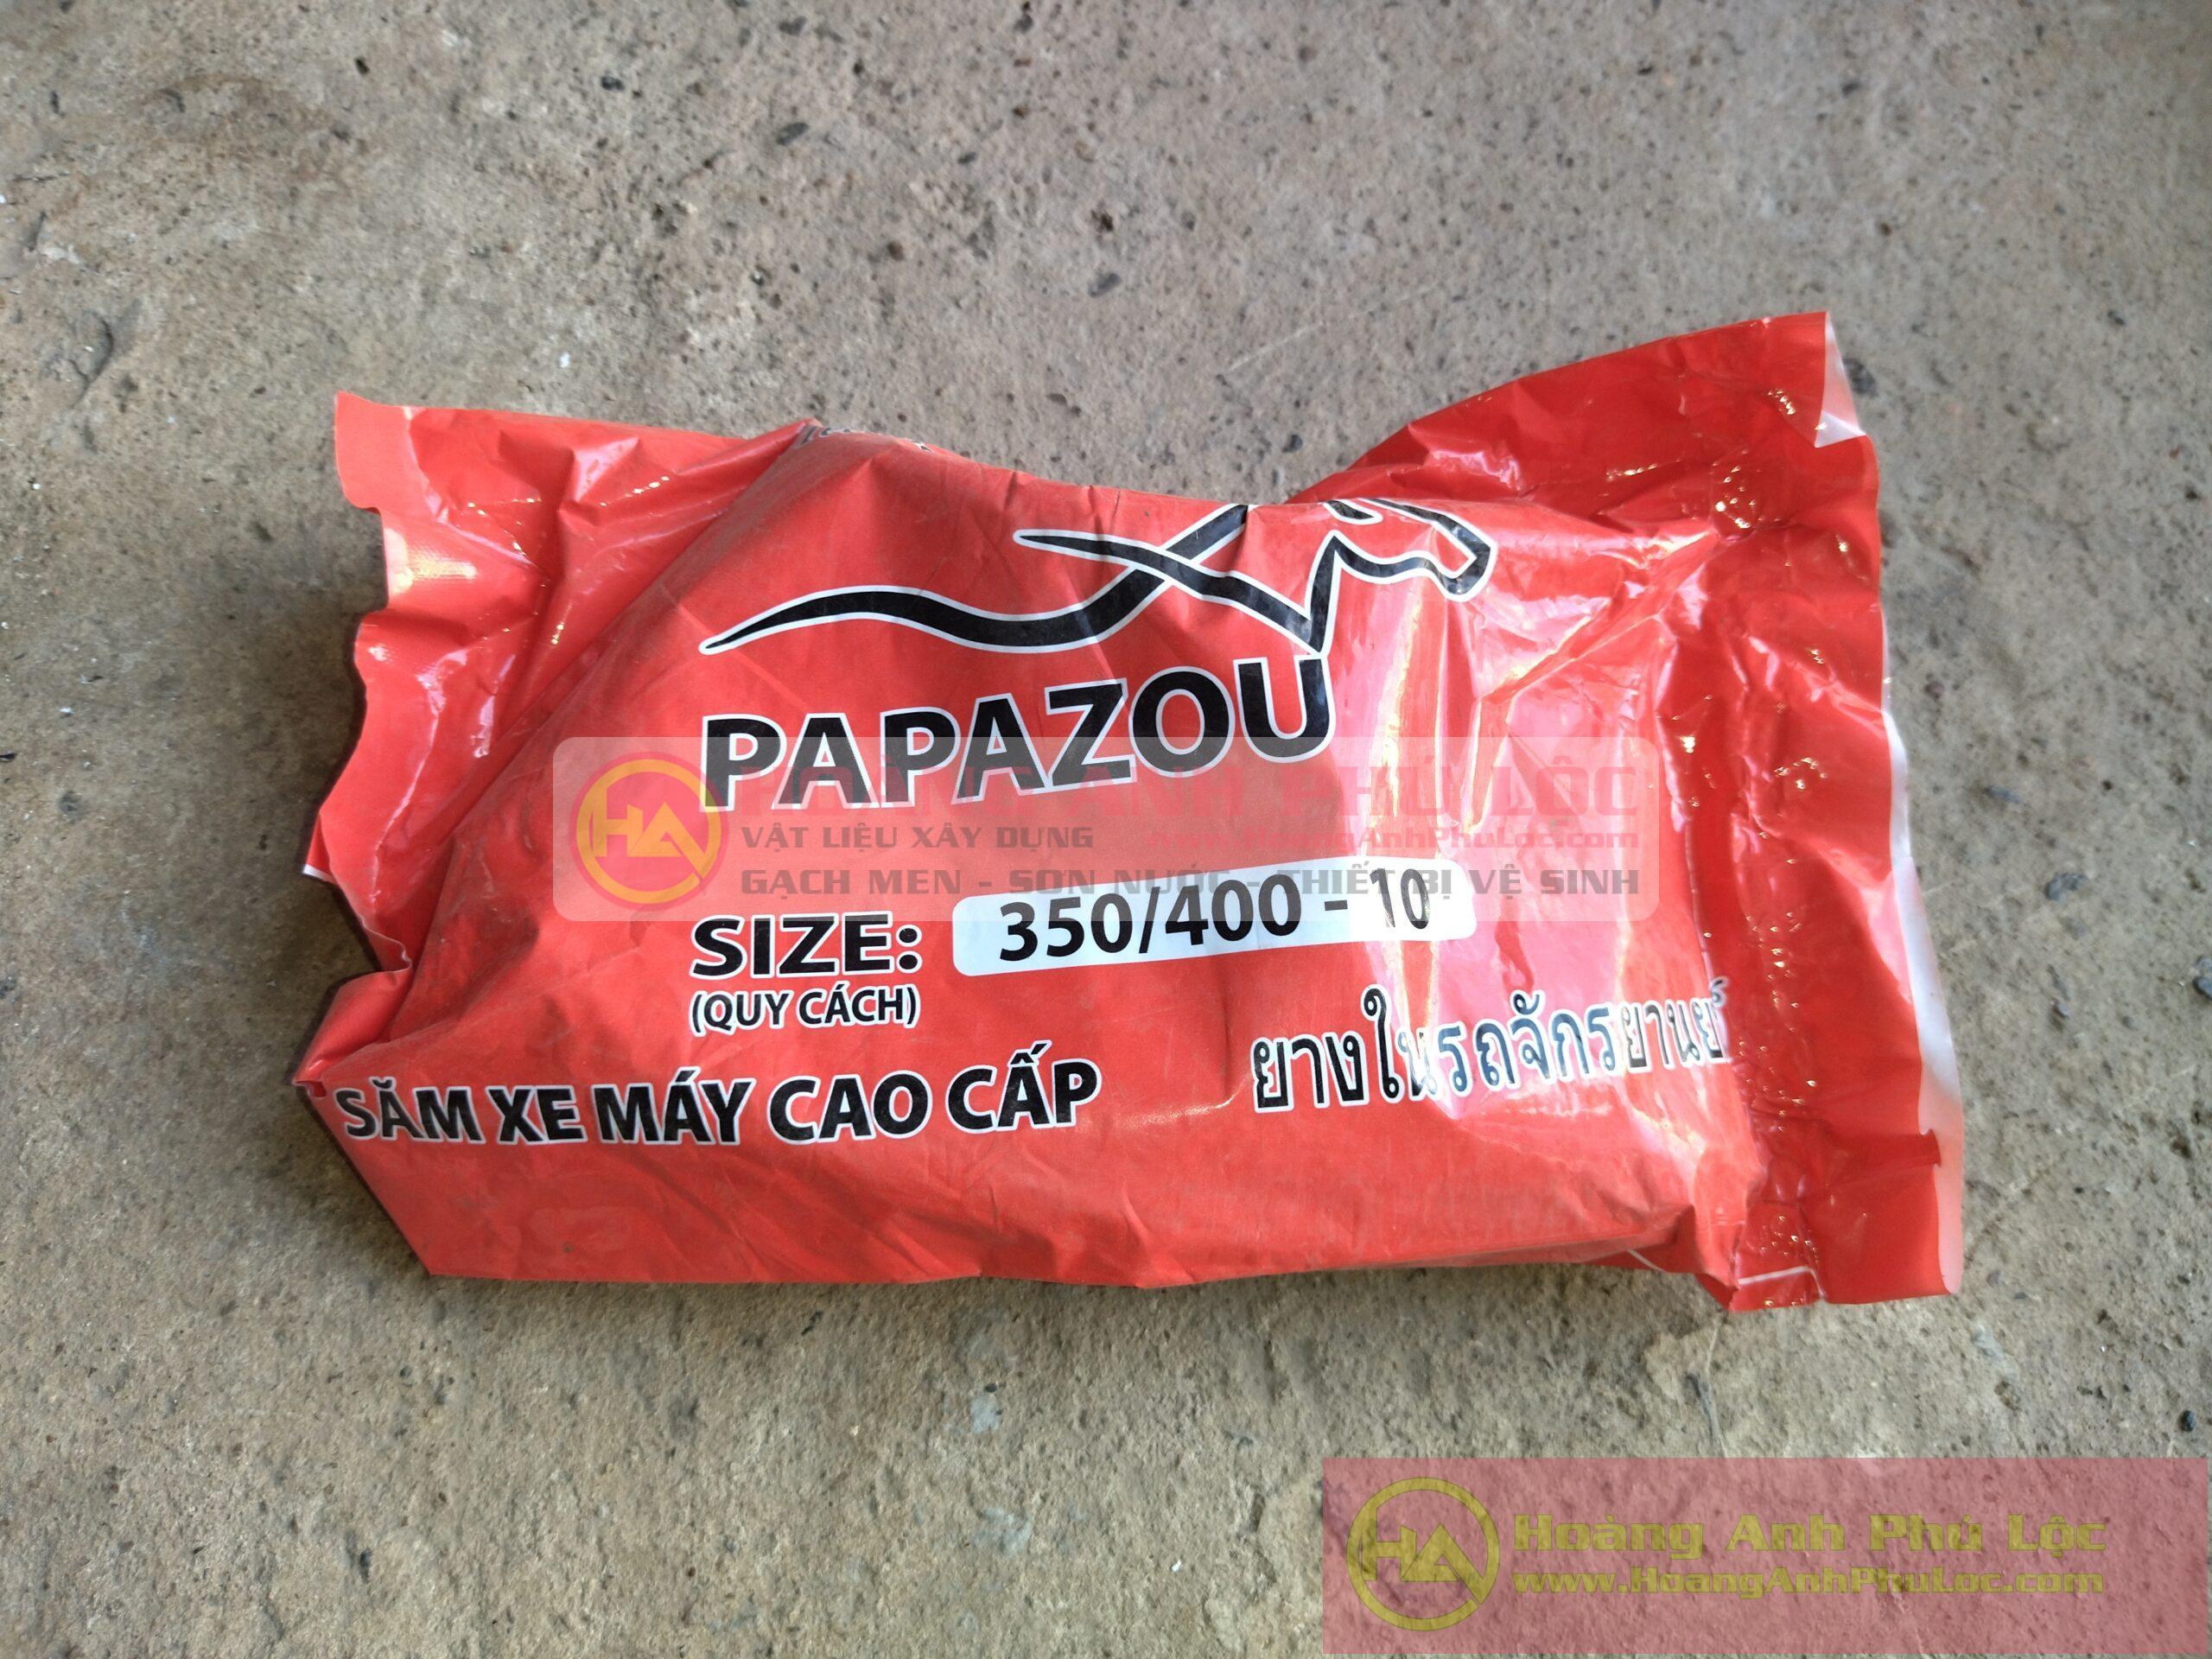 PAPAZOU
HOÀNG ANH PHÚ LỘC
VẬT LIỆU XÂY DỰNG www.HoangAnhPhuLoc.com
GẠCH MEN - SƠN NƯỚC - THIẾT BỊ VỆ SINH
SIZE: 350/400 - 10
(QUY CÁCH)
SĂM XE MÁY CAO CẤP ยางในรถจักรยานย
HA Hoàng Anh Phú Lộc
www.HoangAnhPhuLoc.com